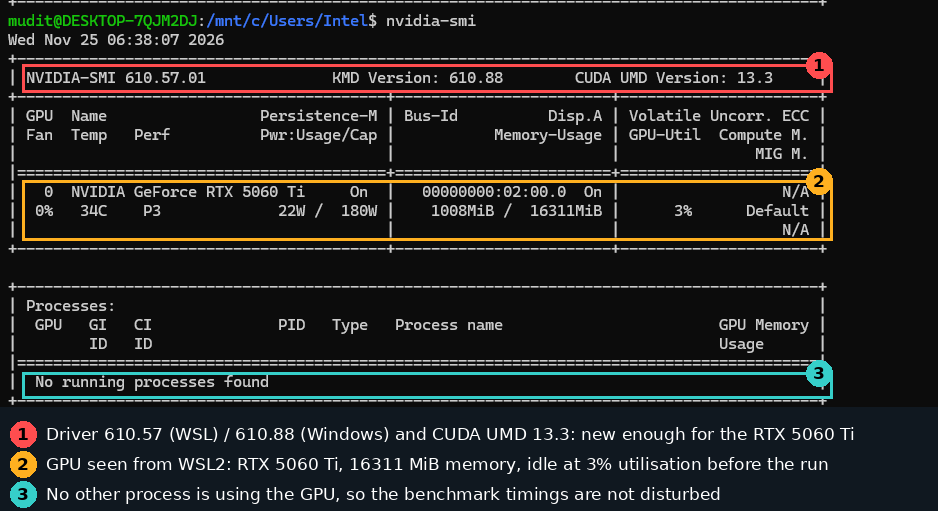 mudit@DESKTOP-7QJM2DJ:/mnt/c/Users/Intel$ nvidia-smi
Wed Nov 25 06:38:07 2026
NVIDIA-SMI 610.57.01 KMD Version: 610.88 CUDA UMD Version: 13.3 1
GPU Name Persistence-M | Bus-Id Disp.A | Volatile Uncorr. ECC
Fan Temp Perf Pwr:Usage/Cap | Memory-Usage | GPU-Util Compute M.
MIG M.
0 NVIDIA GeForce RTX 5060 Ti On | 00000000:02:00.0 On | N/A 2
0% 34C P3 22W / 180W | 1008MiB / 16311MiB | 3% Default
N/A
Processes:
GPU GI CI PID Type Process name GPU Memory
ID ID Usage
No running processes found 3
1 Driver 610.57 (WSL) / 610.88 (Windows) and CUDA UMD 13.3: new enough for the RTX 5060 Ti
2 GPU seen from WSL2: RTX 5060 Ti, 16311 MiB memory, idle at 3% utilisation before the run
3 No other process is using the GPU, so the benchmark timings are not disturbed